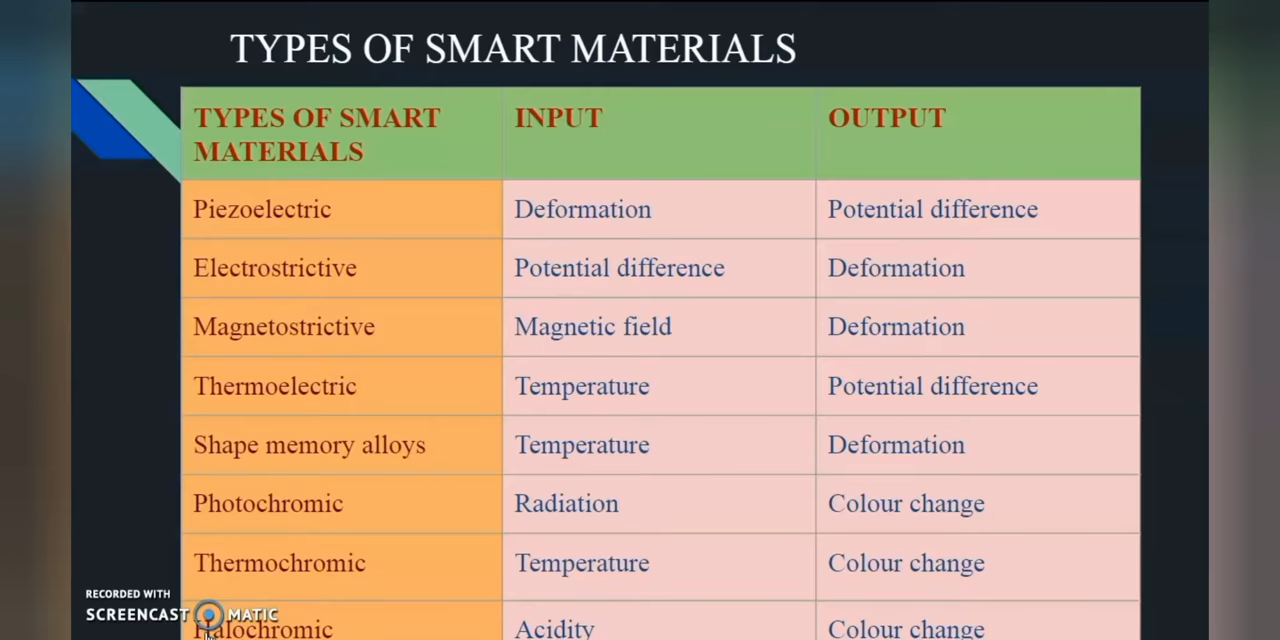 TYPES OF SMART MATERIALS
TYPES OF SMART MATERIALS INPUT OUTPUT
Piezoelectric Deformation Potential difference
Electrostrictive Potential difference Deformation
Magnetostrictive Magnetic field Deformation
Thermoelectric Temperature Potential difference
Shape memory alloys Temperature Deformation
Photochromic Radiation Colour change
Thermochromic Temperature Colour change
Halochromic Acidity Colour change
RECORDED WITH
SCREENCAST MATIC